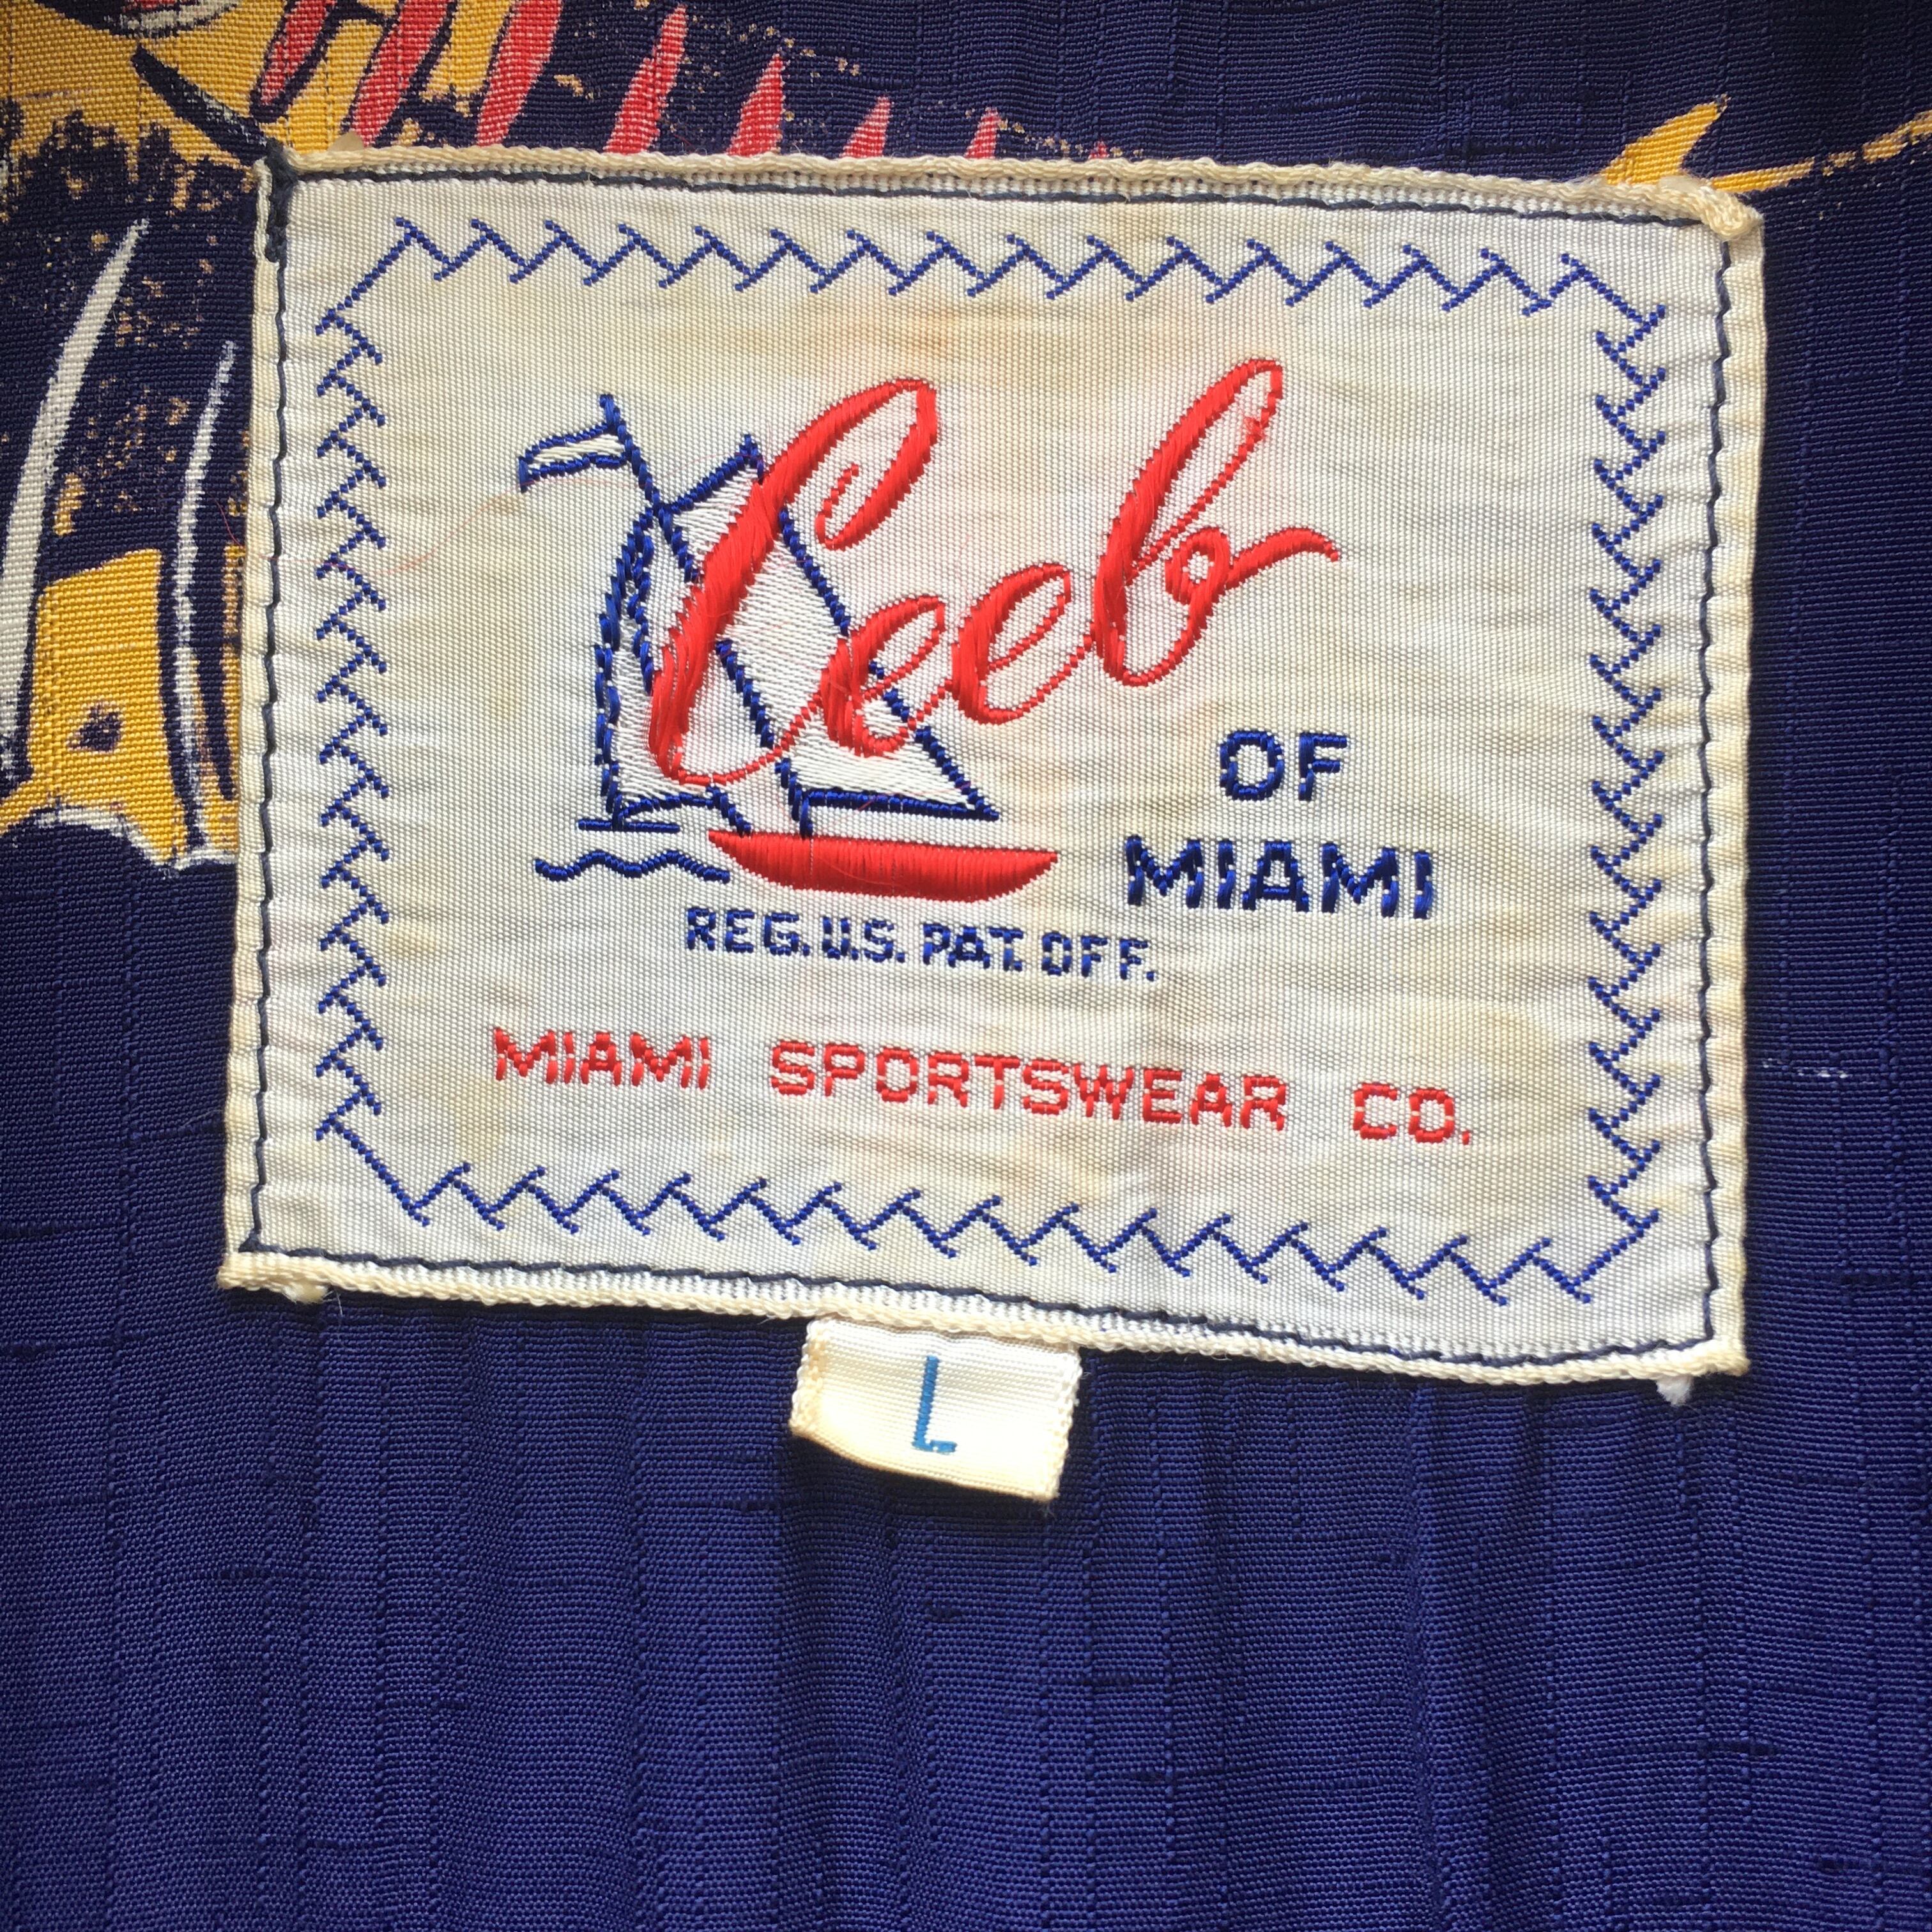 Ceeb
OF
MIAMI
REG. U.S. PAT. OFF.
MIAMI SPORTSWEAR CO.
L